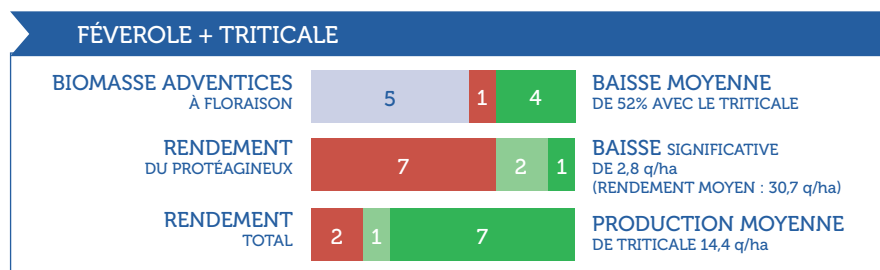 FÉVEROLE + TRITICALE
BIOMASSE ADVENTICES
À FLORAISON
5 1 4
BAISSE MOYENNE
DE 52% AVEC LE TRITICALE
RENDEMENT
DU PROTÉAGINEUX
7 2 1
BAISSE SIGNIFICATIVE
DE 2,8 q/ha
(RENDEMENT MOYEN : 30,7 q/ha)
RENDEMENT
TOTAL
2 1 7
PRODUCTION MOYENNE
DE TRITICALE 14,4 q/ha